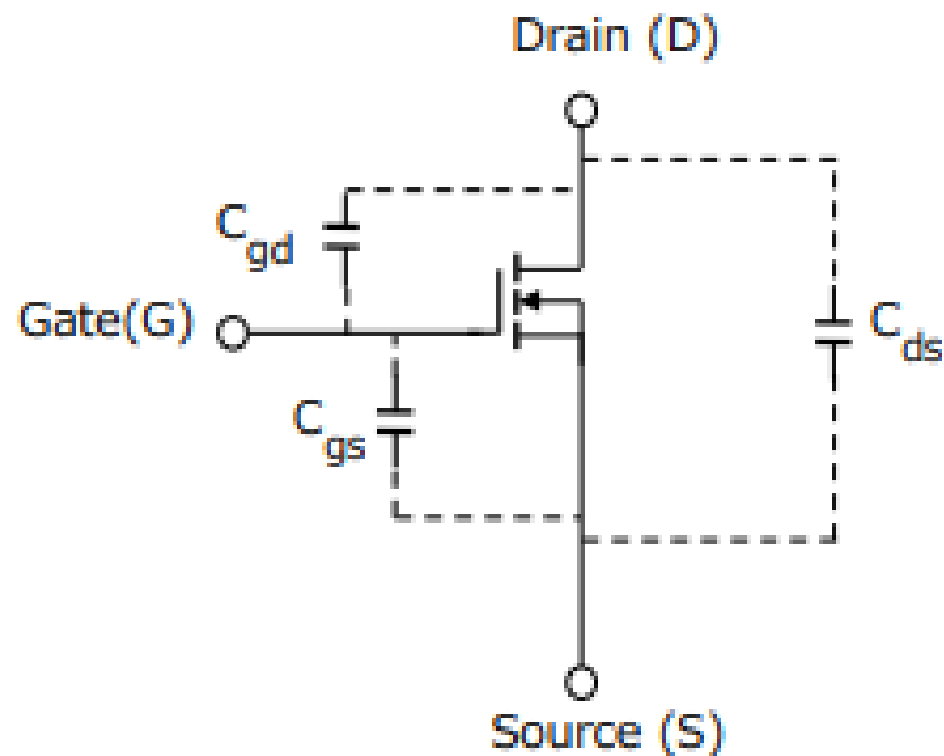 Drain (D)
Cgd
Gate(G)
Cds
Cgs
Source (S)